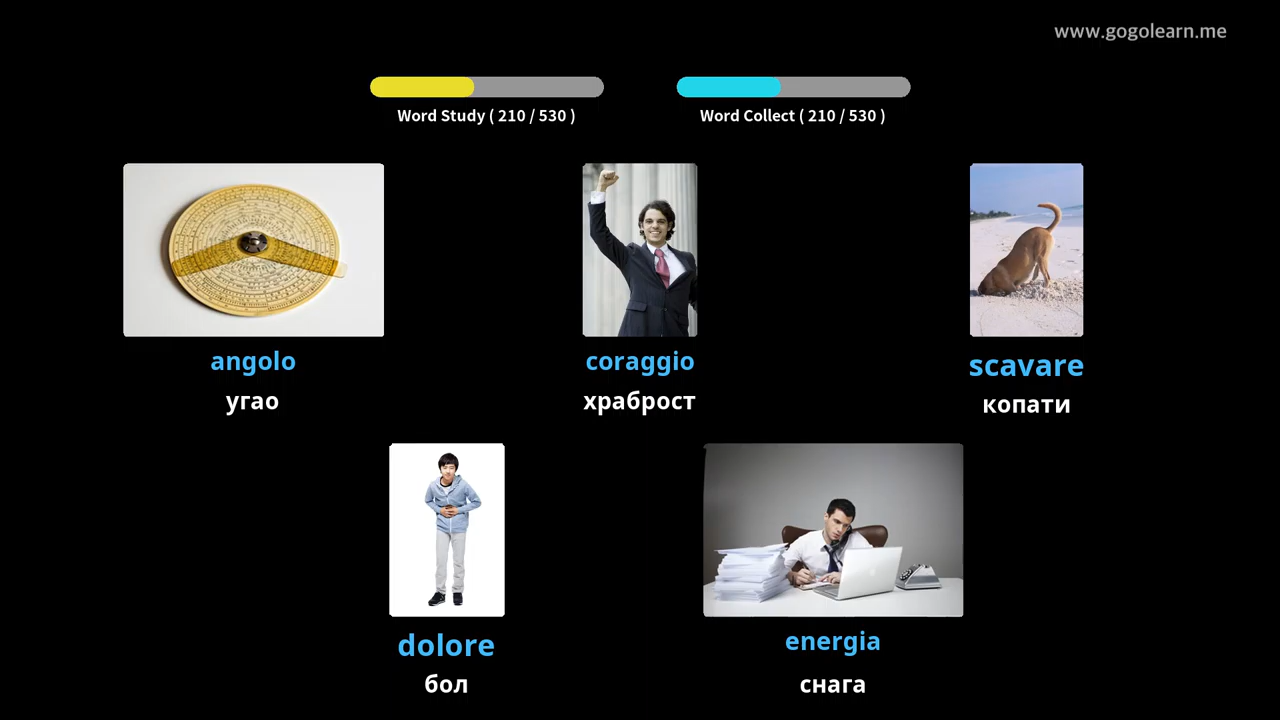 www.gogolearn.me
Word Study ( 210 / 530 )
Word Collect ( 210 / 530 )
angolo
угао
coraggio
храброст
scavare
копати
dolore
бол
energia
снага